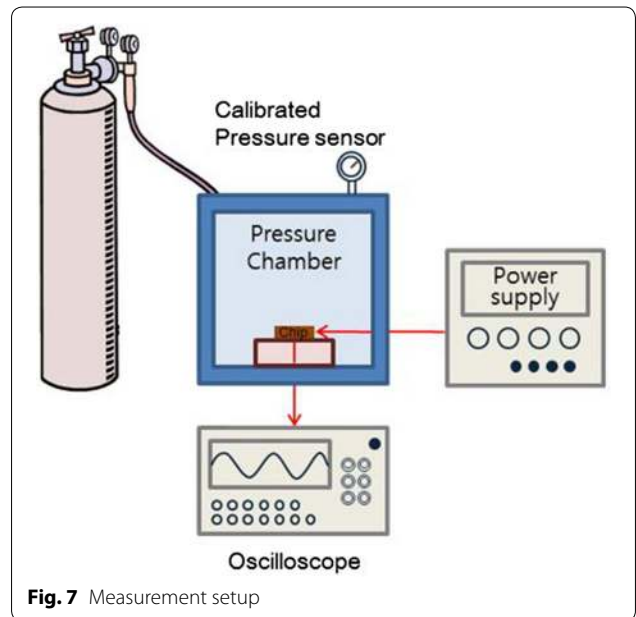 Calibrated
Pressure sensor
Pressure
Chamber
Chip
Power
supply
Oscilloscope
Fig. 7 Measurement setup